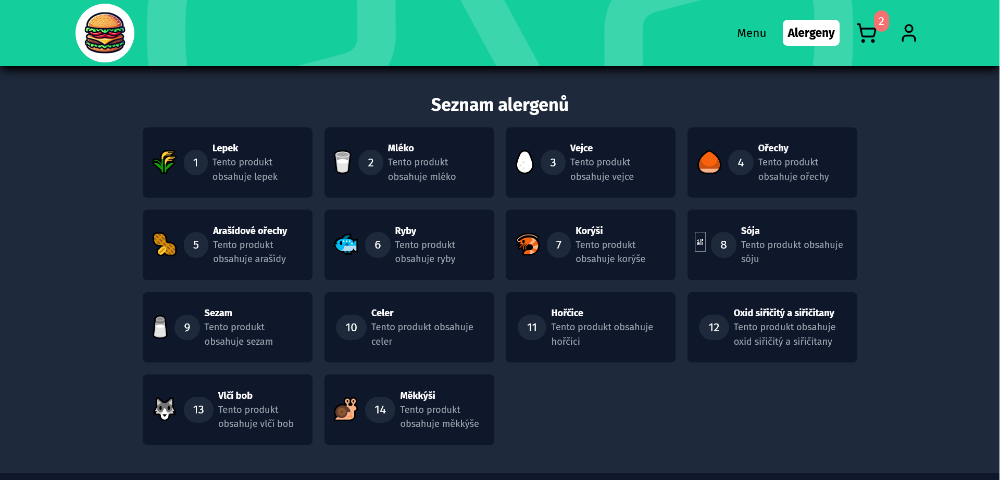 Menu
Alergeny
2
Seznam alergenů
1
Lepek
Tento produkt
obsahuje lepek
2
Mléko
Tento produkt
obsahuje mléko
3
Vejce
Tento produkt
obsahuje vejce
4
Ořechy
Tento produkt
obsahuje ořechy
5
Arašídové ořechy
Tento produkt
obsahuje arašídy
6
Ryby
Tento produkt
obsahuje ryby
7
Korýši
Tento produkt
obsahuje korýše
01F
AD8
8
Sója
Tento produkt obsahuje
sóju
9
Sezam
Tento produkt
obsahuje sezam
10
Celer
Tento produkt obsahuje
celer
11
Hořčice
Tento produkt obsahuje
hořčici
12
Oxid siřičitý a siřičitany
Tento produkt obsahuje
oxid siřičitý a siřičitany
13
Vlčí bob
Tento produkt
obsahuje vlčí bob
14
Měkkýši
Tento produkt
obsahuje měkkýše